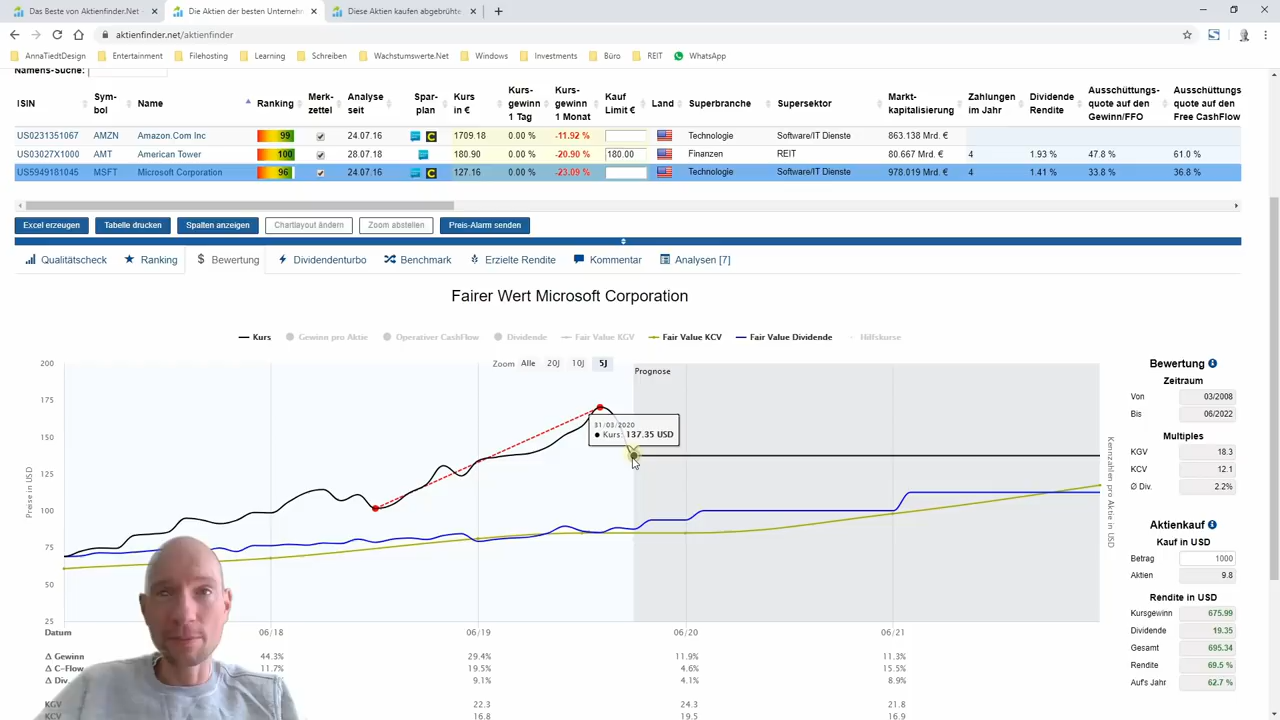 Das Beste von Aktienfinder.Net
Die Aktien der besten Unternehm
Diese Aktien kaufen abgebrühte
aktienfinder.net/aktienfinder
AnnaTiedtDesign Entertainment Filehosting Learning Schreiben Wachstumswerte.Net Windows Investments Büro REIT WhatsApp
Namens-Suche:
ISIN Sym-bol Name Ranking Merk-zettel Analyse seit Spar-plan Kurs in € Kurs-gewinn 1 Tag Kurs-gewinn 1 Monat Kauf Limit € Land Superbranche Supersektor Markt-kapitalisierung Zahlungen im Jahr Dividende Rendite Ausschüttungs-quote auf den Gewinn/FFO Ausschüttungs-quote auf den Free CashFlow
US0231351067 AMZN Amazon.Com Inc 99 24.07.16 C 1709.18 0.00 % -11.92 % Technologie Software/IT Dienste 863.138 Mrd. €
US03027X1000 AMT American Tower 100 28.07.18 180.90 0.00 % -20.90 % 180.00 Finanzen REIT 80.667 Mrd. € 4 1.93 % 47.8 % 61.0 %
US5949181045 MSFT Microsoft Corporation 96 24.07.16 C 127.16 0.00 % -23.09 % Technologie Software/IT Dienste 978.019 Mrd. € 4 1.41 % 33.8 % 36.8 %
Excel erzeugen Tabelle drucken Spalten anzeigen Chartlayout ändern Zoom abstellen Preis-Alarm senden
Qualitätscheck Ranking $ Bewertung Dividendenturbo Benchmark Erzielte Rendite Kommentar Analysen [7]
Fairer Wert Microsoft Corporation
Kurs Gewinn pro Aktie Operativer CashFlow Dividende Fair Value KGV Fair Value KCV Fair Value Dividende Hilfskurse
Zoom Alle 20J 10J 5J
Prognose
200
175
150
125
100
75
50
25
Preise in USD
31/03/2020
Kurs: 137.35 USD
Kennzahlen pro Aktie in USD
Datum 06/18 06/19 06/20 06/21
Δ Gewinn 44.3% 29.4% 11.9% 11.3%
Δ C-Flow 11.7% 19.5% 4.6% 15.5%
Δ Div. 9.1% 4.1% 8.9%
KGV 22.3 24.3 21.8
KCV 16.8 19.5 16.9
Bewertung
Zeitraum
Von 03/2008
Bis 06/2022
Multiples
KGV 18.3
KCV 12.1
Ø Div. 2.2%
Aktienkauf
Kauf in USD
Betrag 1000
Aktien 9.8
Rendite in USD
Kursgewinn 675.99
Dividende 19.35
Gesamt 695.34
Rendite 69.5 %
Auf's Jahr 62.7 %